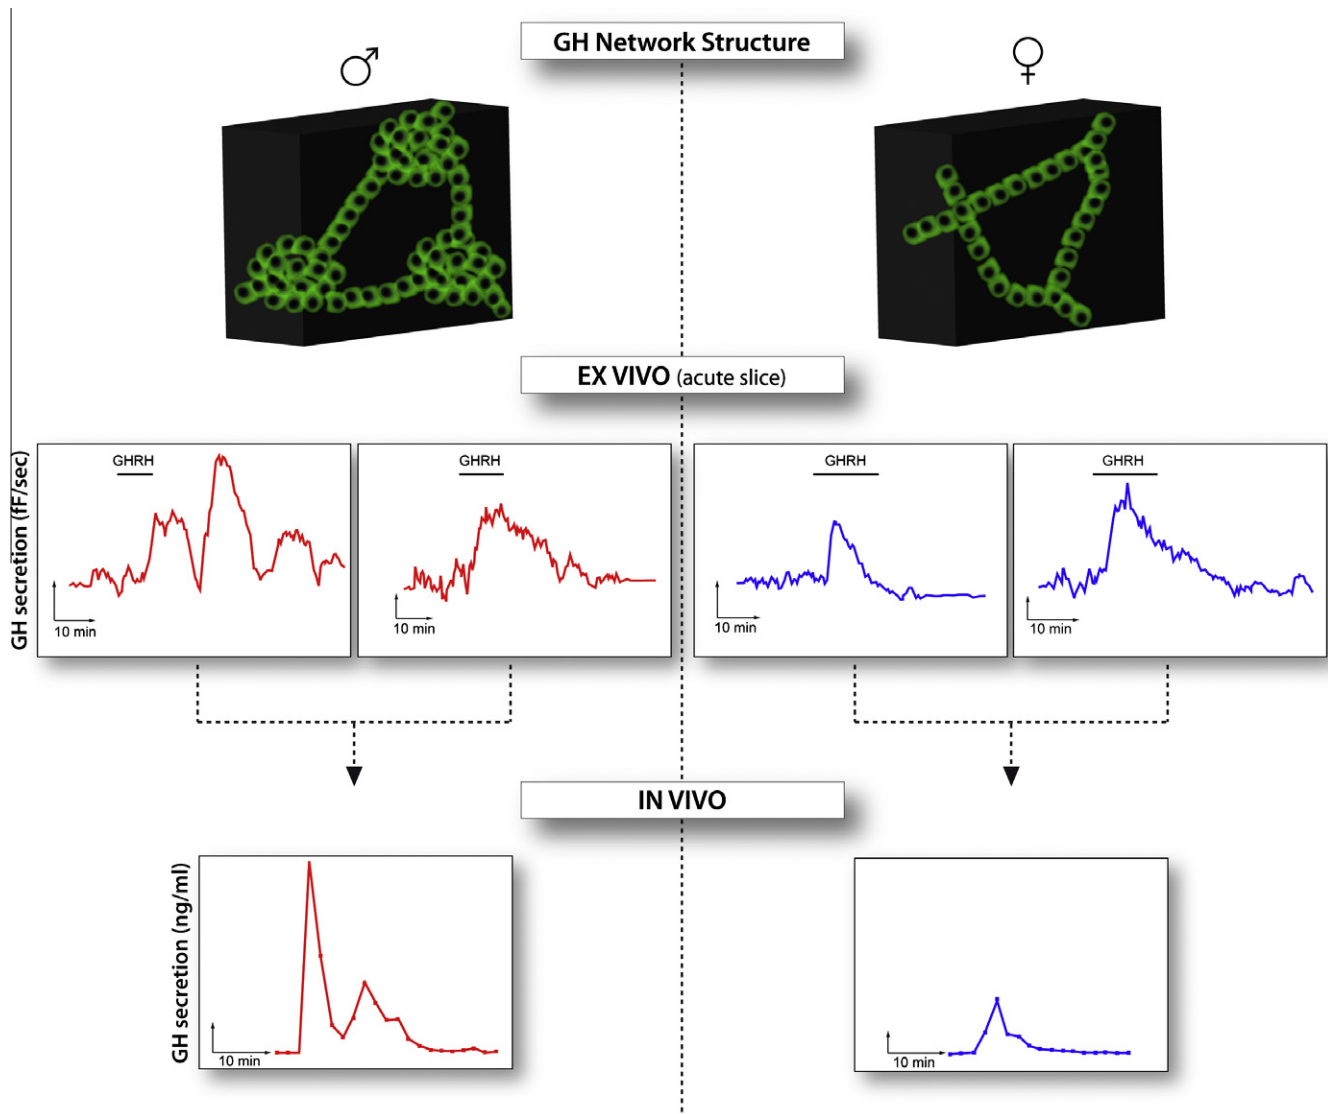 GH Network Structure
♂
♀
EX VIVO (acute slice)
GH secretion (fF/sec)
GHRH
10 min
GHRH
10 min
GHRH
10 min
GHRH
10 min
IN VIVO
GH secretion (ng/ml)
10 min
10 min